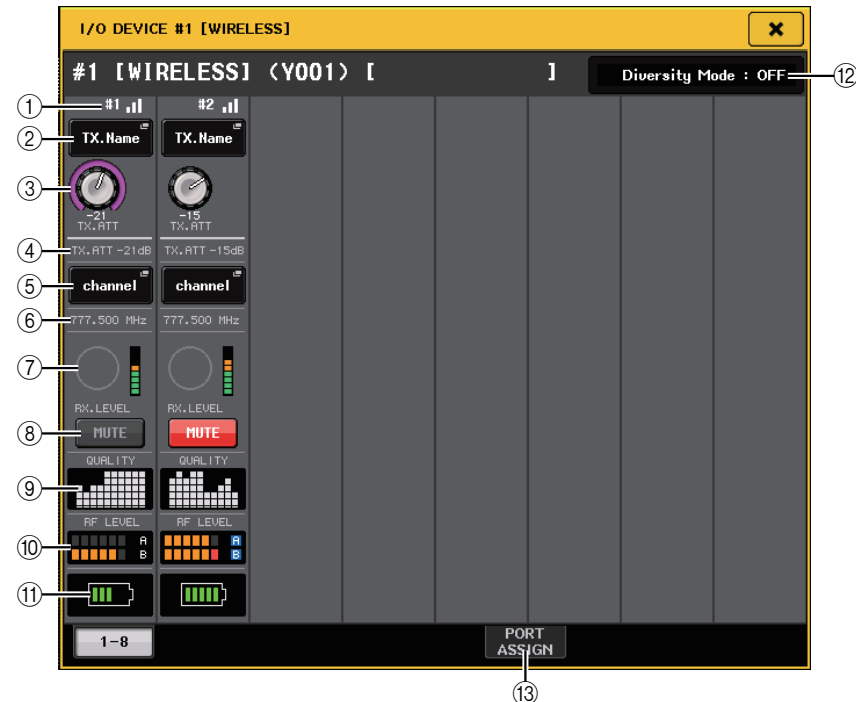 I/O DEVICE #1 [WIRELESS]
#1 [WIRELESS] (Y001) [ ]
Diversity Mode : OFF
⑫
① #1 #2
② TX.Name TX.Name
③
-21 -15
TX.ATT TX.ATT
④ TX.ATT -21dB TX.ATT -15dB
⑤ channel channel
⑥ 777.500 MHz 777.500 MHz
⑦
RX.LEVEL RX.LEVEL
⑧ MUTE MUTE
QUALITY QUALITY
⑨
RF LEVEL RF LEVEL
⑩ A A
B B
⑪
1-8
PORT
ASSIGN
⑬